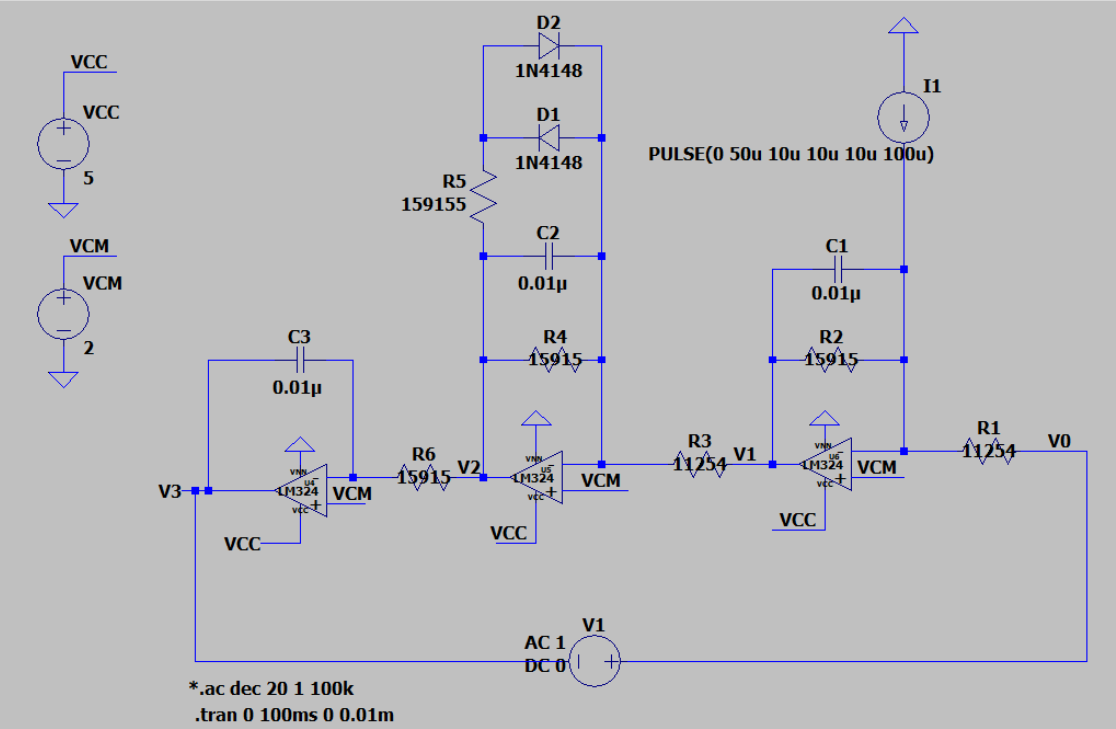 VCC
VCC
5
VCM
VCM
2
D2
1N4148
D1
1N4148
R5
159155
C2
0.01µ
R4
15915
I1
PULSE(0 50u 10u 10u 10u 100u)
C1
0.01µ
R2
15915
C3
0.01µ
VNN
U4
LM324
VCC
VCM
VCC
V3
R6
15915
V2
VNN
U5
LM324
VCC
VCM
VCC
R3
11254
V1
VNN
U6
LM324
VCC
VCM
VCC
R1
11254
V0
V1
AC 1
DC 0
*.ac dec 20 1 100k
.tran 0 100ms 0 0.01m